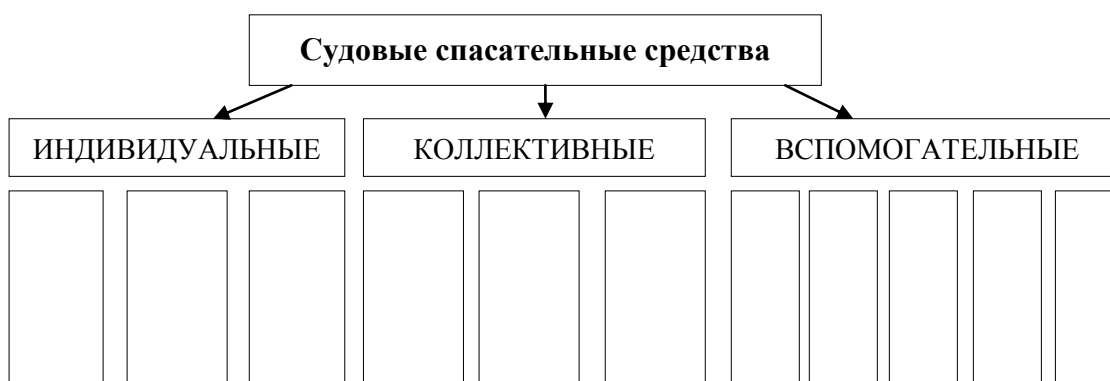 Судовые спасательные средства
ИНДИВИДУАЛЬНЫЕ КОЛЛЕКТИВНЫЕ ВСПОМОГАТЕЛЬНЫЕ